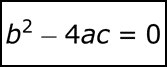 b² – 4ac = 0